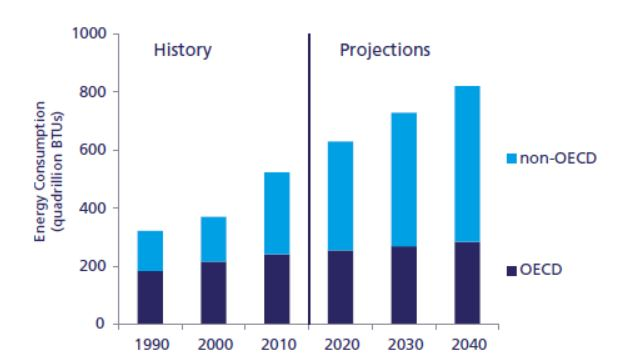 1000
History
Projections
800
600
400
200
0
Energy Consumption
(quadrillion BTUs)
non-OECD
OECD
1990 2000 2010 2020 2030 2040